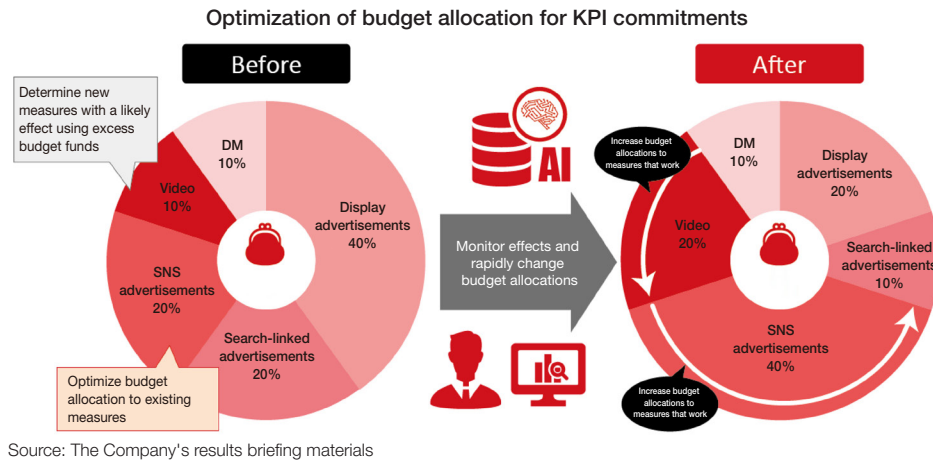 Optimization of budget allocation for KPI commitments
Before
Determine new
measures with a likely
effect using excess
budget funds
DM
10%
Video
10%
Display
advertisements
40%
SNS
advertisements
20%
Search-linked
advertisements
20%
Optimize budget
allocation to existing
measures
AI
Monitor effects and
rapidly change
budget allocations
After
Increase budget
allocations to
measures that work
DM
10%
Display
advertisements
20%
Video
20%
Search-linked
advertisements
10%
SNS
advertisements
40%
Increase budget
allocations to
measures that work
Source: The Company's results briefing materials